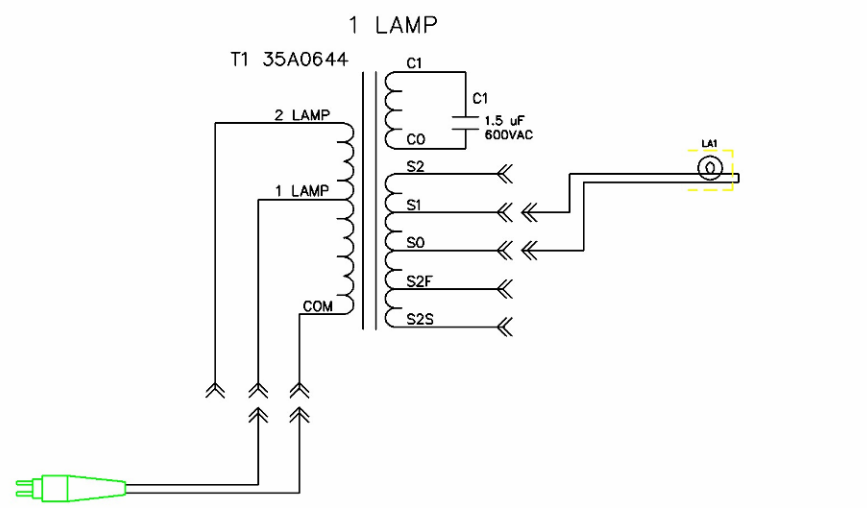 1 LAMP
T1 35A0644
C1
C1
1.5 uF
600VAC
C0
2 LAMP
LA1
S2
1 LAMP
S1
S0
S2F
COM
S2S